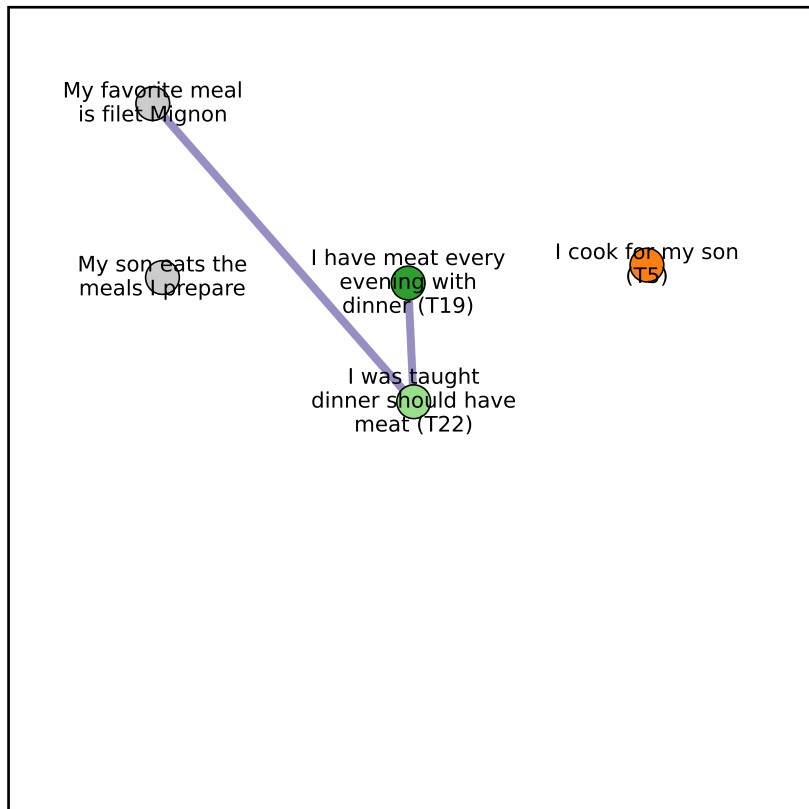 My favorite meal
is filet Mignon
My son eats the
meals I prepare
I have meat every
evening with
dinner (T19)
I cook for my son
(T5)
I was taught
dinner should have
meat (T22)